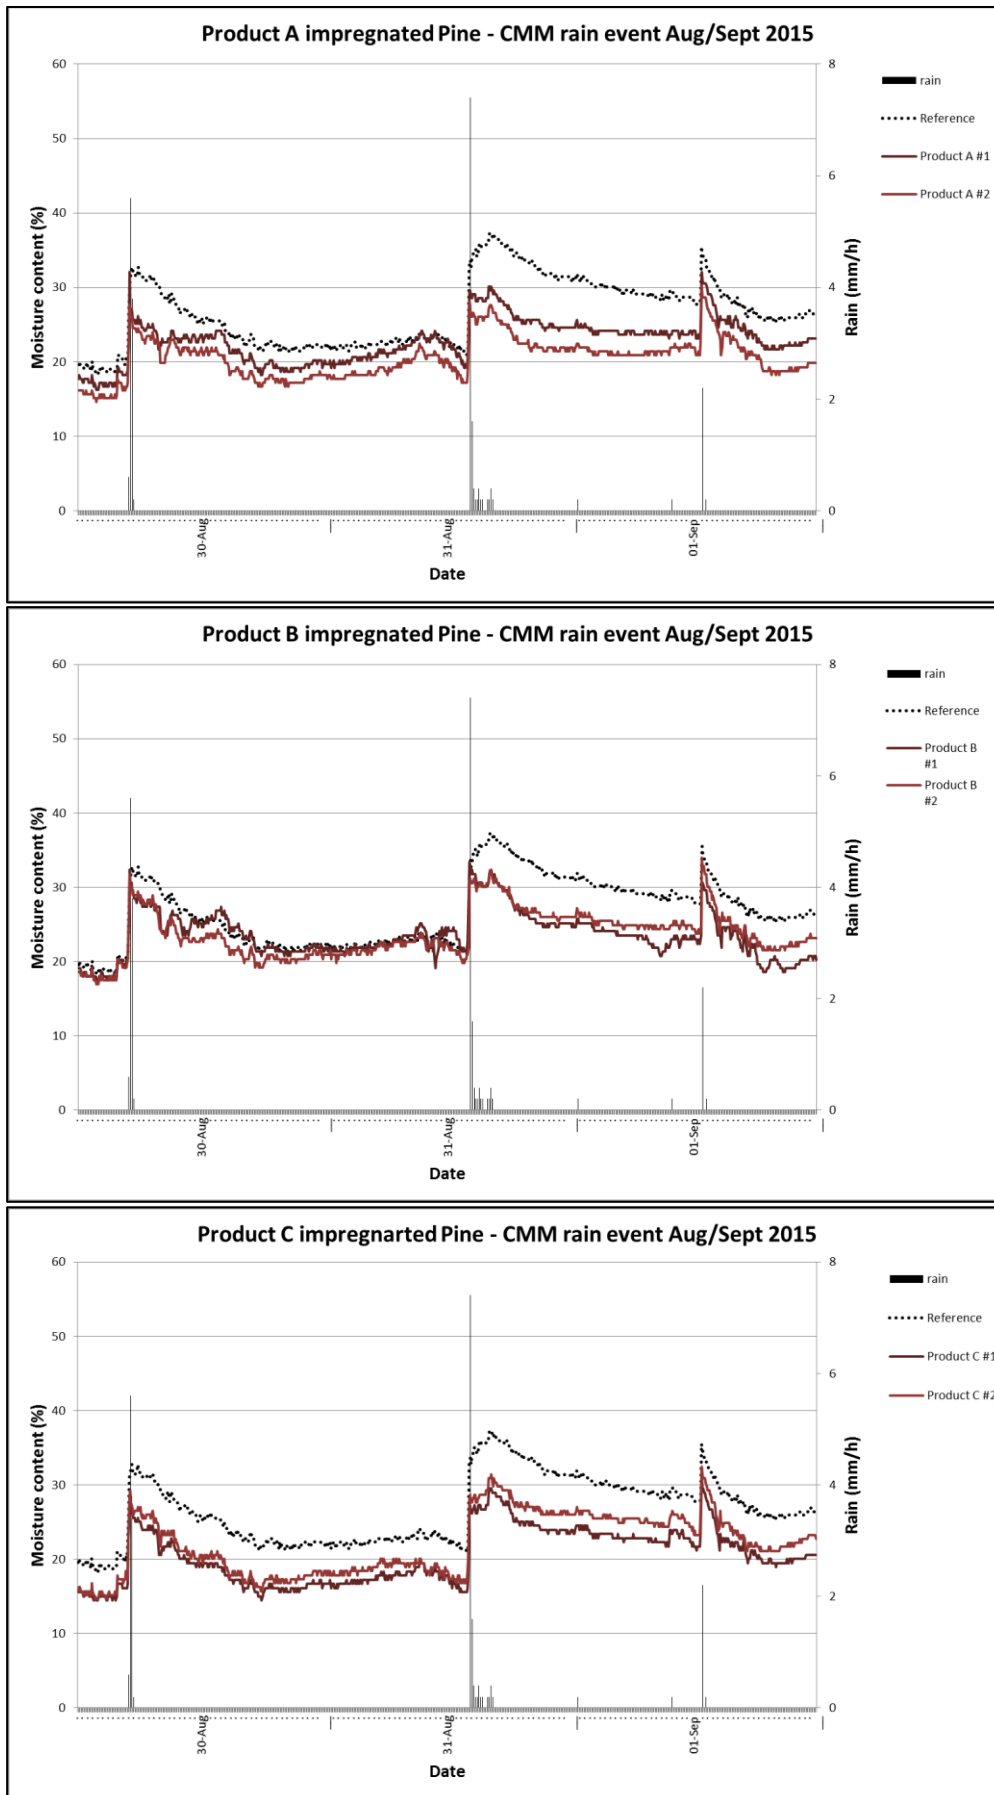 Product A impregnated Pine - CMM rain event Aug/Sept 2015
60
50
40
30
20
10
0
Moisture content (%)
8
6
4
2
0
Rain (mm/h)
30-Aug
31-Aug
01-Sep
Date
rain
Reference
Product A #1
Product A #2
Product B impregnated Pine - CMM rain event Aug/Sept 2015
60
50
40
30
20
10
0
Moisture content (%)
8
6
4
2
0
Rain (mm/h)
30-Aug
31-Aug
01-Sep
Date
rain
Reference
Product B
#1
Product B
#2
Product C impregnarted Pine - CMM rain event Aug/Sept 2015
60
50
40
30
20
10
0
Moisture content (%)
8
6
4
2
0
Rain (mm/h)
30-Aug
31-Aug
01-Sep
Date
rain
Reference
Product C #1
Product C #2